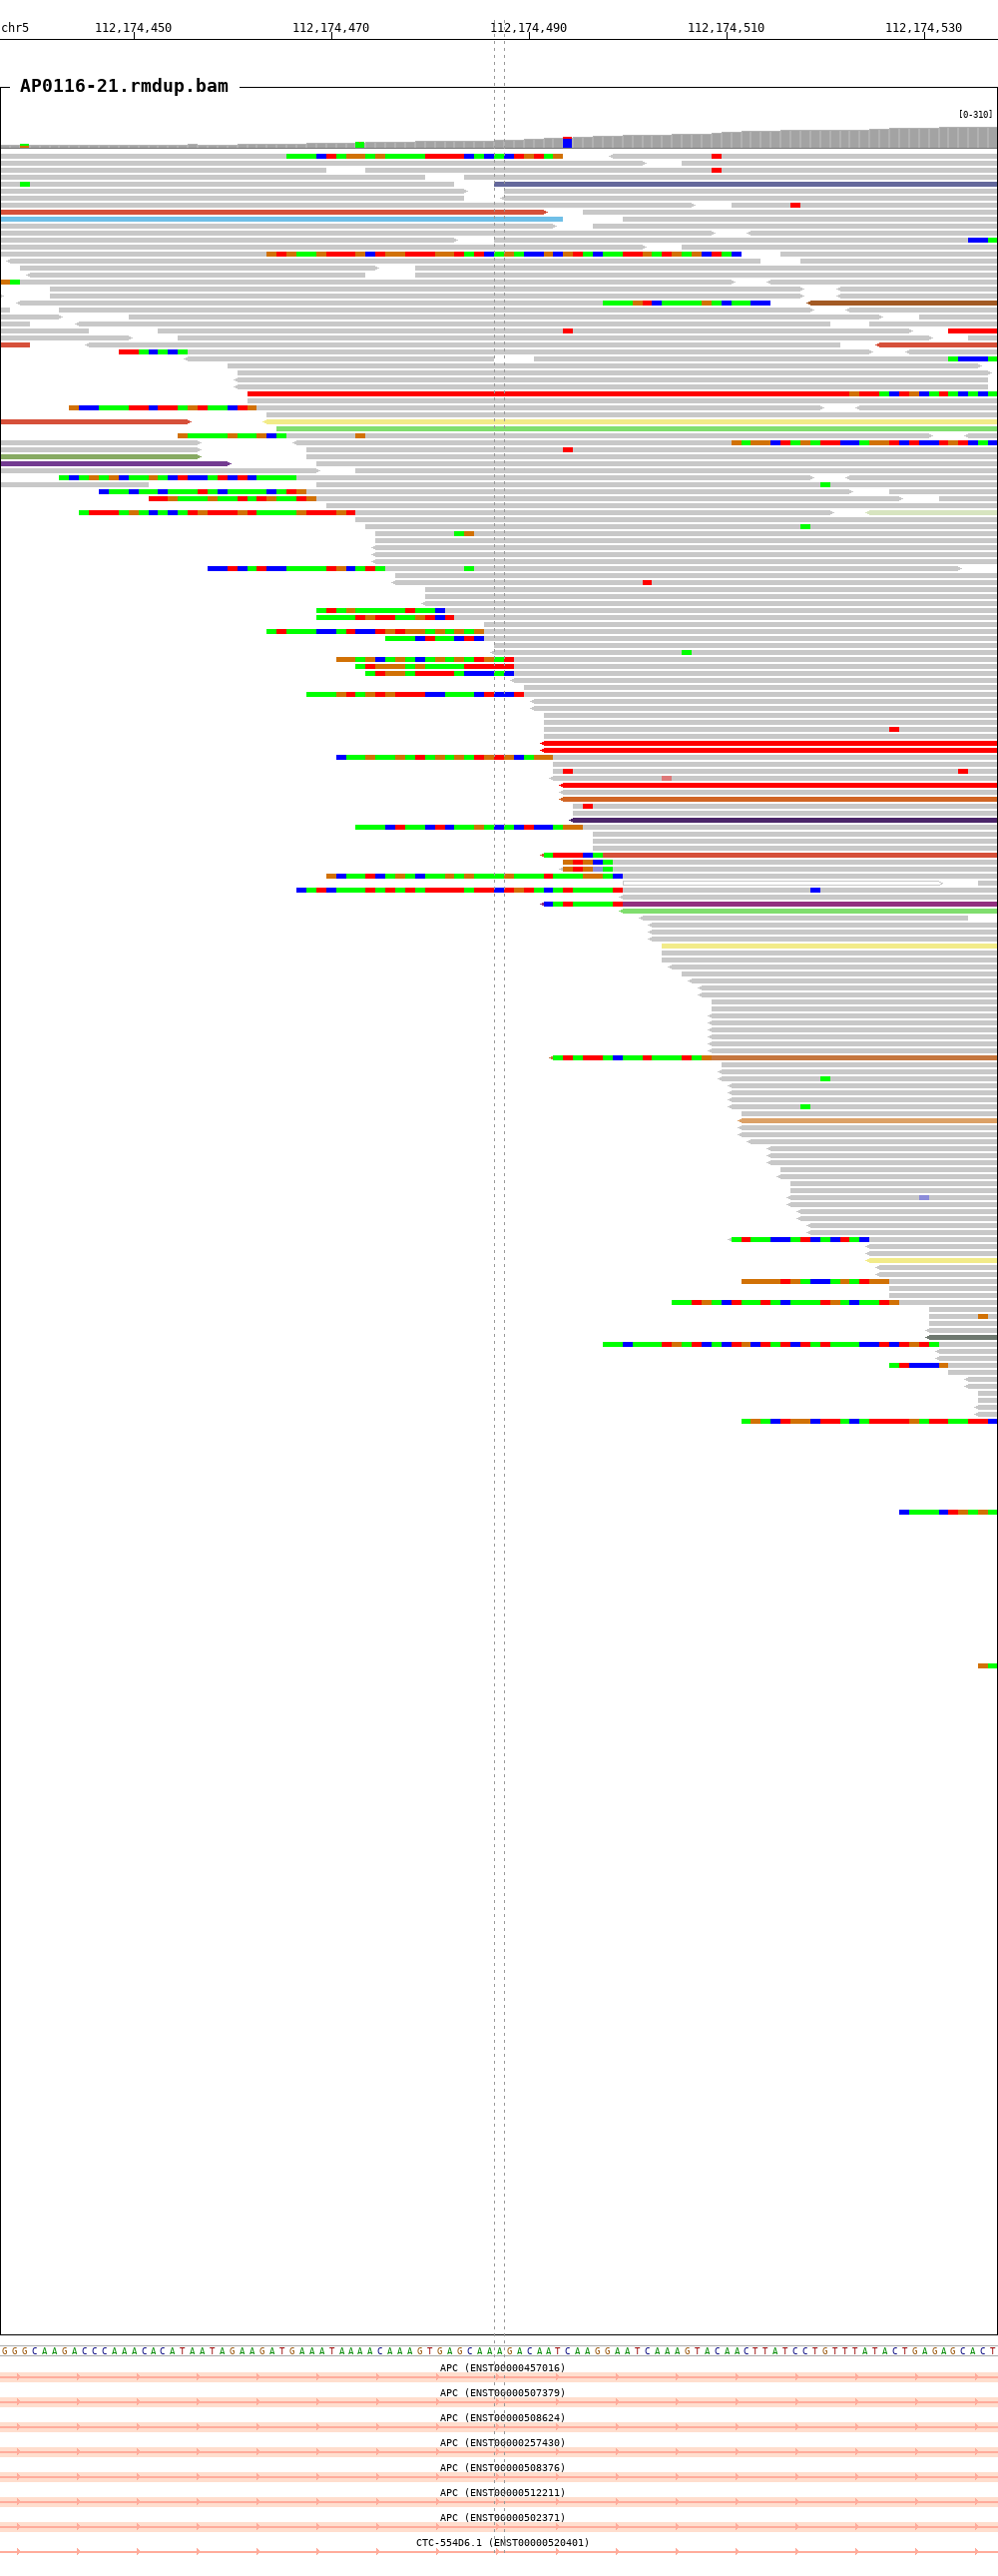 chr5 112,174,450 112,174,470 112,174,490 112,174,510 112,174,530
AP0116-21.rmdup.bam
[0-310]
GGGCAAGACCCAAACACATAATAGAAGATGAAATAAAACAAAGTGAGCAAAGACAATCAAGGAATCAAAGTACAACTTATCCTGTTTATACTGAGAGCACT
APC (ENST00000457016)
APC (ENST00000507379)
APC (ENST00000508624)
APC (ENST00000257430)
APC (ENST00000508376)
APC (ENST00000512211)
APC (ENST00000502371)
CTC-554D6.1 (ENST00000520401)